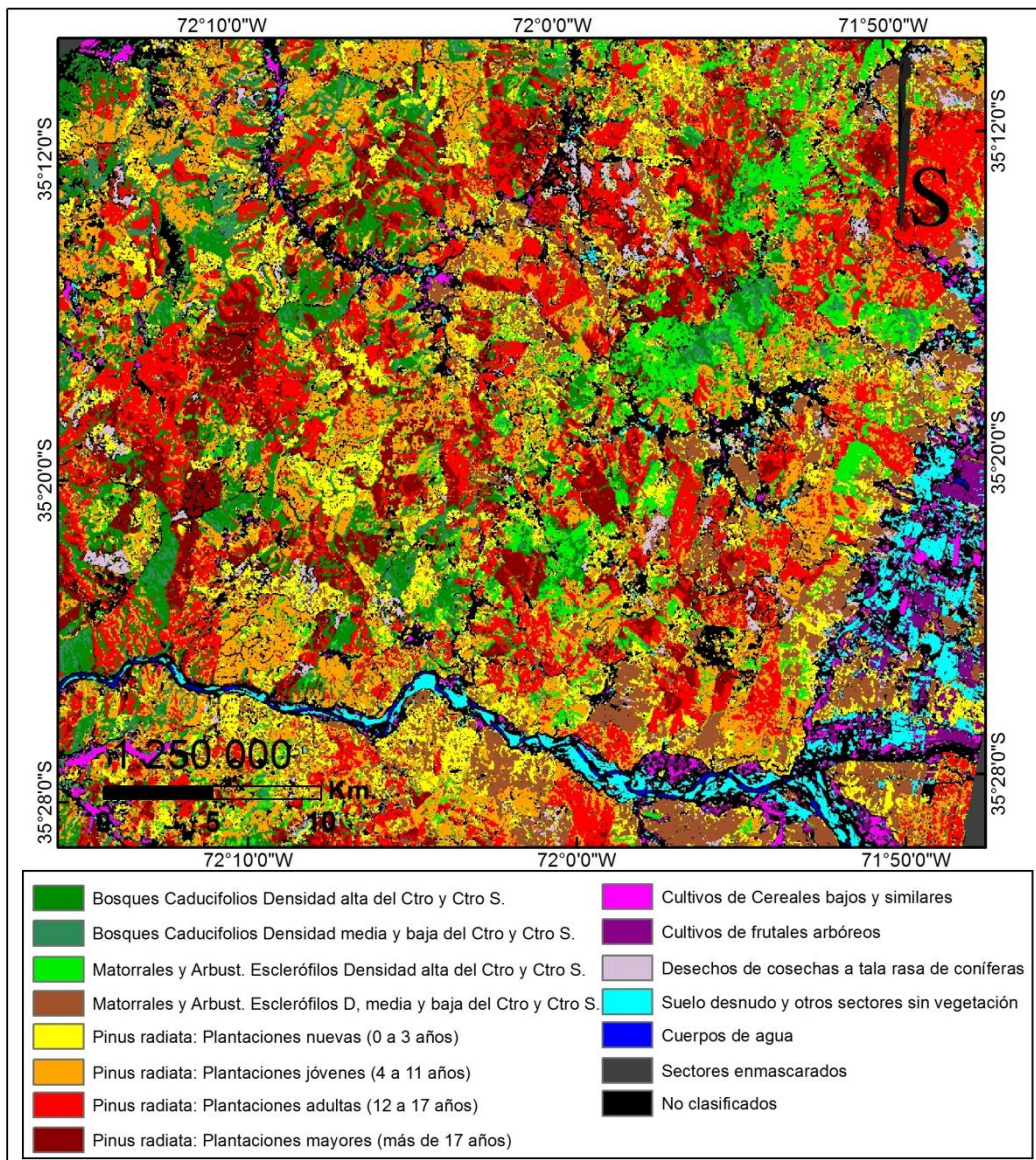 72°10'0"W 72°0'0"W 71°50'0"W
35°12'0"S 35°12'0"S
S
35°20'0"S 35°20'0"S
35°28'0"S 35°28'0"S
1 250.000
Km
0 5 10
72°10'0"W 72°0'0"W 71°50'0"W
Bosques Caducifolios Densidad alta del Ctro y Ctro S.
Bosques Caducifolios Densidad media y baja del Ctro y Ctro S.
Matorrales y Arbust. Esclerófilos Densidad alta del Ctro y Ctro S.
Matorrales y Arbust. Esclerófilos D, media y baja del Ctro y Ctro S.
Pinus radiata: Plantaciones nuevas (0 a 3 años)
Pinus radiata: Plantaciones jóvenes (4 a 11 años)
Pinus radiata: Plantaciones adultas (12 a 17 años)
Pinus radiata: Plantaciones mayores (más de 17 años)
Cultivos de Cereales bajos y similares
Cultivos de frutales arbóreos
Desechos de cosechas a tala rasa de coníferas
Suelo desnudo y otros sectores sin vegetación
Cuerpos de agua
Sectores enmascarados
No clasificados